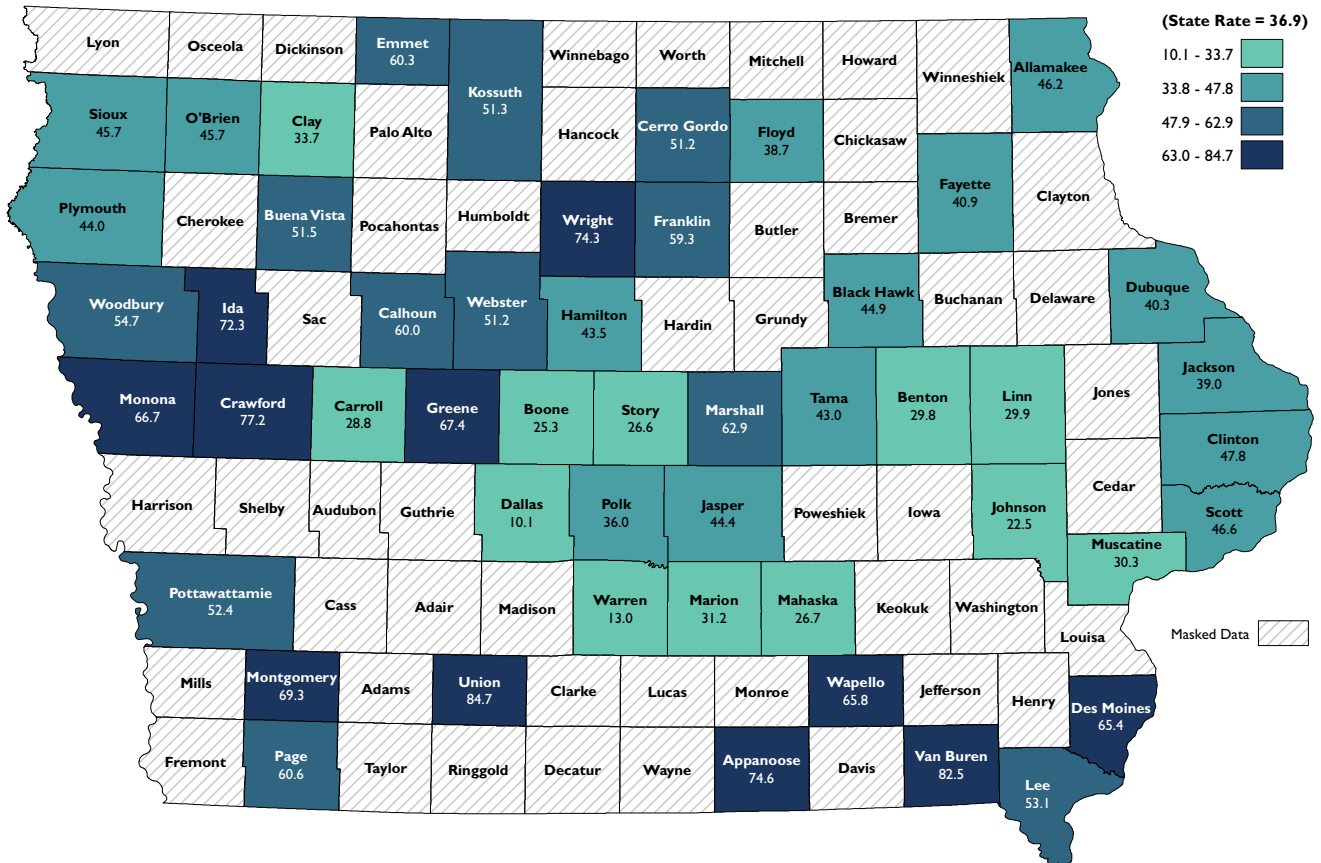 (State Rate = 36.9)
10.1 - 33.7
33.8 - 47.8
47.9 - 62.9
63.0 - 84.7
Lyon
Osceola
Dickinson
Emmet
60.3
Kossuth
51.3
Winnebago
Worth
Mitchell
Howard
Winneshiek
Allamakee
46.2
Sioux
45.7
O'Brien
45.7
Clay
33.7
Palo Alto
Hancock
Cerro Gordo
51.2
Floyd
38.7
Chickasaw
Fayette
40.9
Clayton
Plymouth
44.0
Cherokee
Buena Vista
51.5
Pocahontas
Humboldt
Wright
74.3
Franklin
59.3
Butler
Bremer
Woodbury
54.7
Ida
72.3
Sac
Calhoun
60.0
Webster
51.2
Hamilton
43.5
Hardin
Grundy
Black Hawk
44.9
Buchanan
Delaware
Dubuque
40.3
Monona
66.7
Crawford
77.2
Carroll
28.8
Greene
67.4
Boone
25.3
Story
26.6
Marshall
62.9
Tama
43.0
Benton
29.8
Linn
29.9
Jones
Jackson
39.0
Clinton
47.8
Harrison
Shelby
Audubon
Guthrie
Dallas
10.1
Polk
36.0
Jasper
44.4
Poweshiek
Iowa
Johnson
22.5
Cedar
Scott
46.6
Muscatine
30.3
Pottawattamie
52.4
Cass
Adair
Madison
Warren
13.0
Marion
31.2
Mahaska
26.7
Keokuk
Washington
Louisa
Masked Data
Mills
Montgomery
69.3
Adams
Union
84.7
Clarke
Lucas
Monroe
Wapello
65.8
Jefferson
Henry
Des Moines
65.4
Fremont
Page
60.6
Taylor
Ringgold
Decatur
Wayne
Appanoose
74.6
Davis
Van Buren
82.5
Lee
53.1